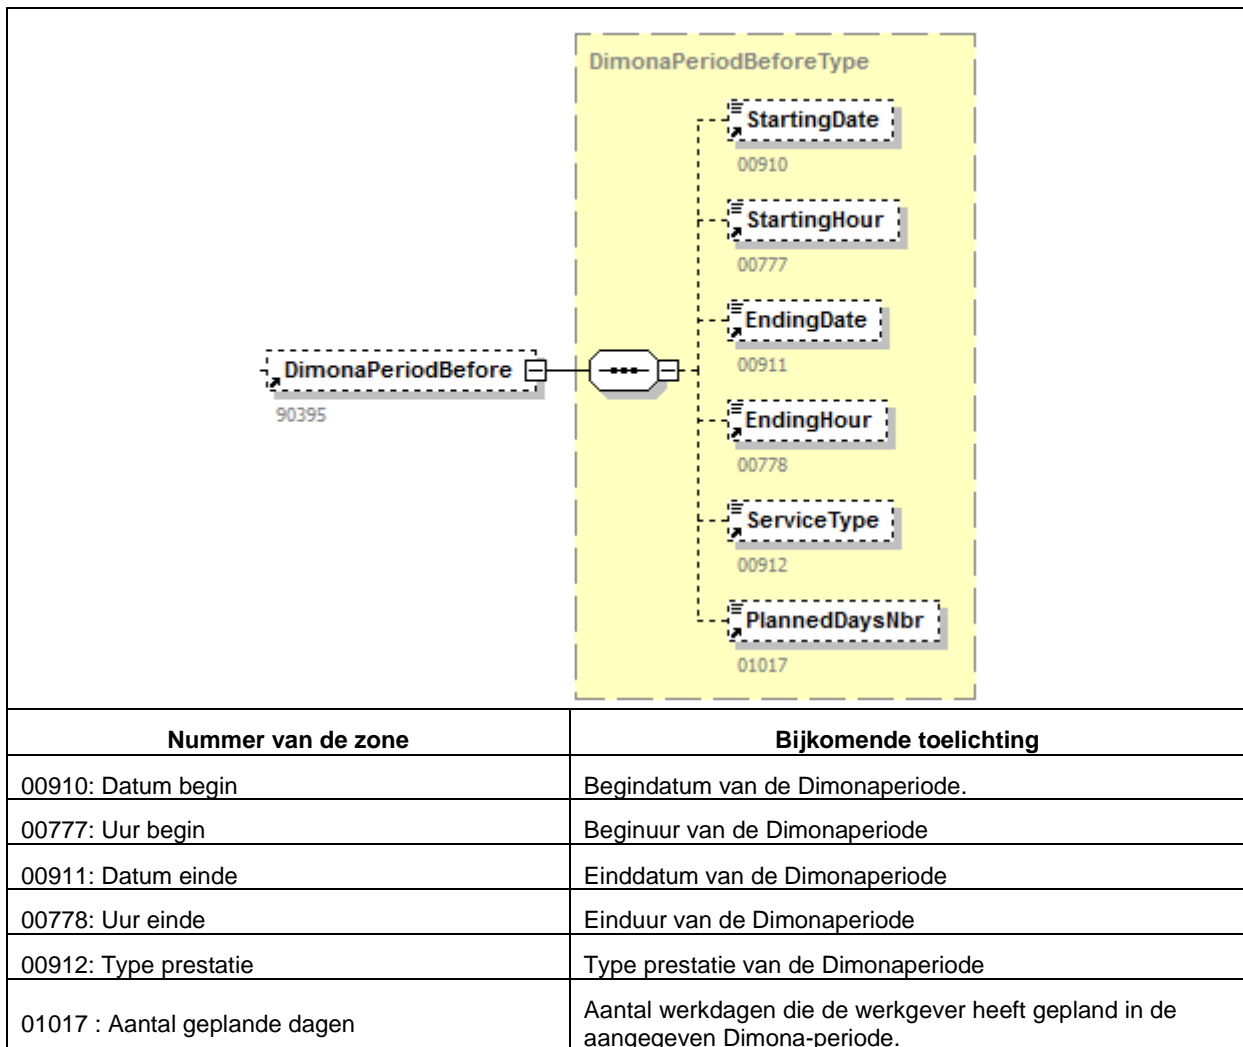 DimonaPeriodBeforeType
StartingDate
00910
StartingHour
00777
EndingDate
00911
DimonaPeriodBefore
90395
EndingHour
00778
ServiceType
00912
PlannedDaysNbr
01017
Nummer van de zone
Bijkomende toelichting
00910: Datum begin
Begindatum van de Dimonaperiode.
00777: Uur begin
Beginuur van de Dimonaperiode
00911: Datum einde
Einddatum van de Dimonaperiode
00778: Uur einde
Einduur van de Dimonaperiode
00912: Type prestatie
Type prestatie van de Dimonaperiode
01017 : Aantal geplande dagen
Aantal werkdagen die de werkgever heeft gepland in de
aangegeven Dimona-periode.